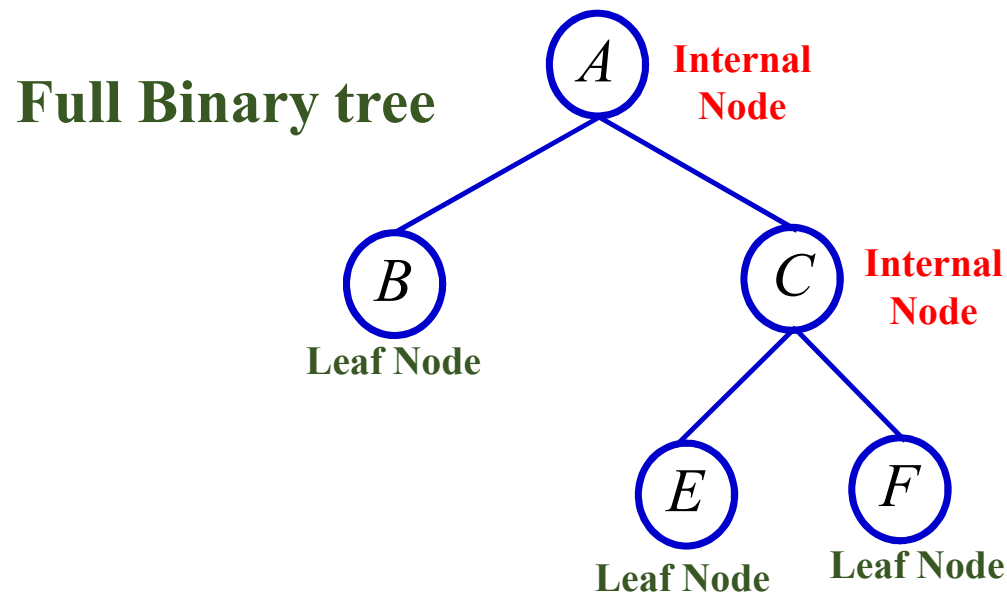 Full Binary tree
A
Internal
Node
B
Leaf Node
C
Internal
Node
E
Leaf Node
F
Leaf Node